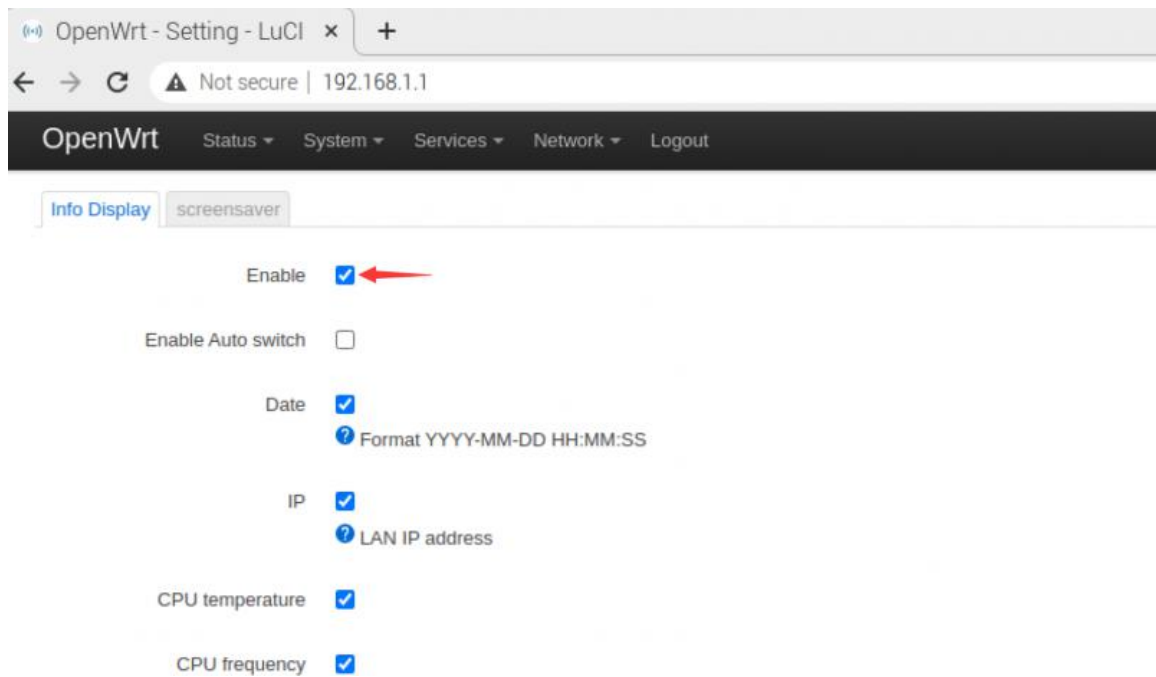 OpenWrt - Setting - LuCI
Not secure | 192.168.1.1
OpenWrt Status System Services Network Logout
Info Display screensaver
Enable
Enable Auto switch
Date
Format YYYY-MM-DD HH:MM:SS
IP
LAN IP address
CPU temperature
CPU frequency